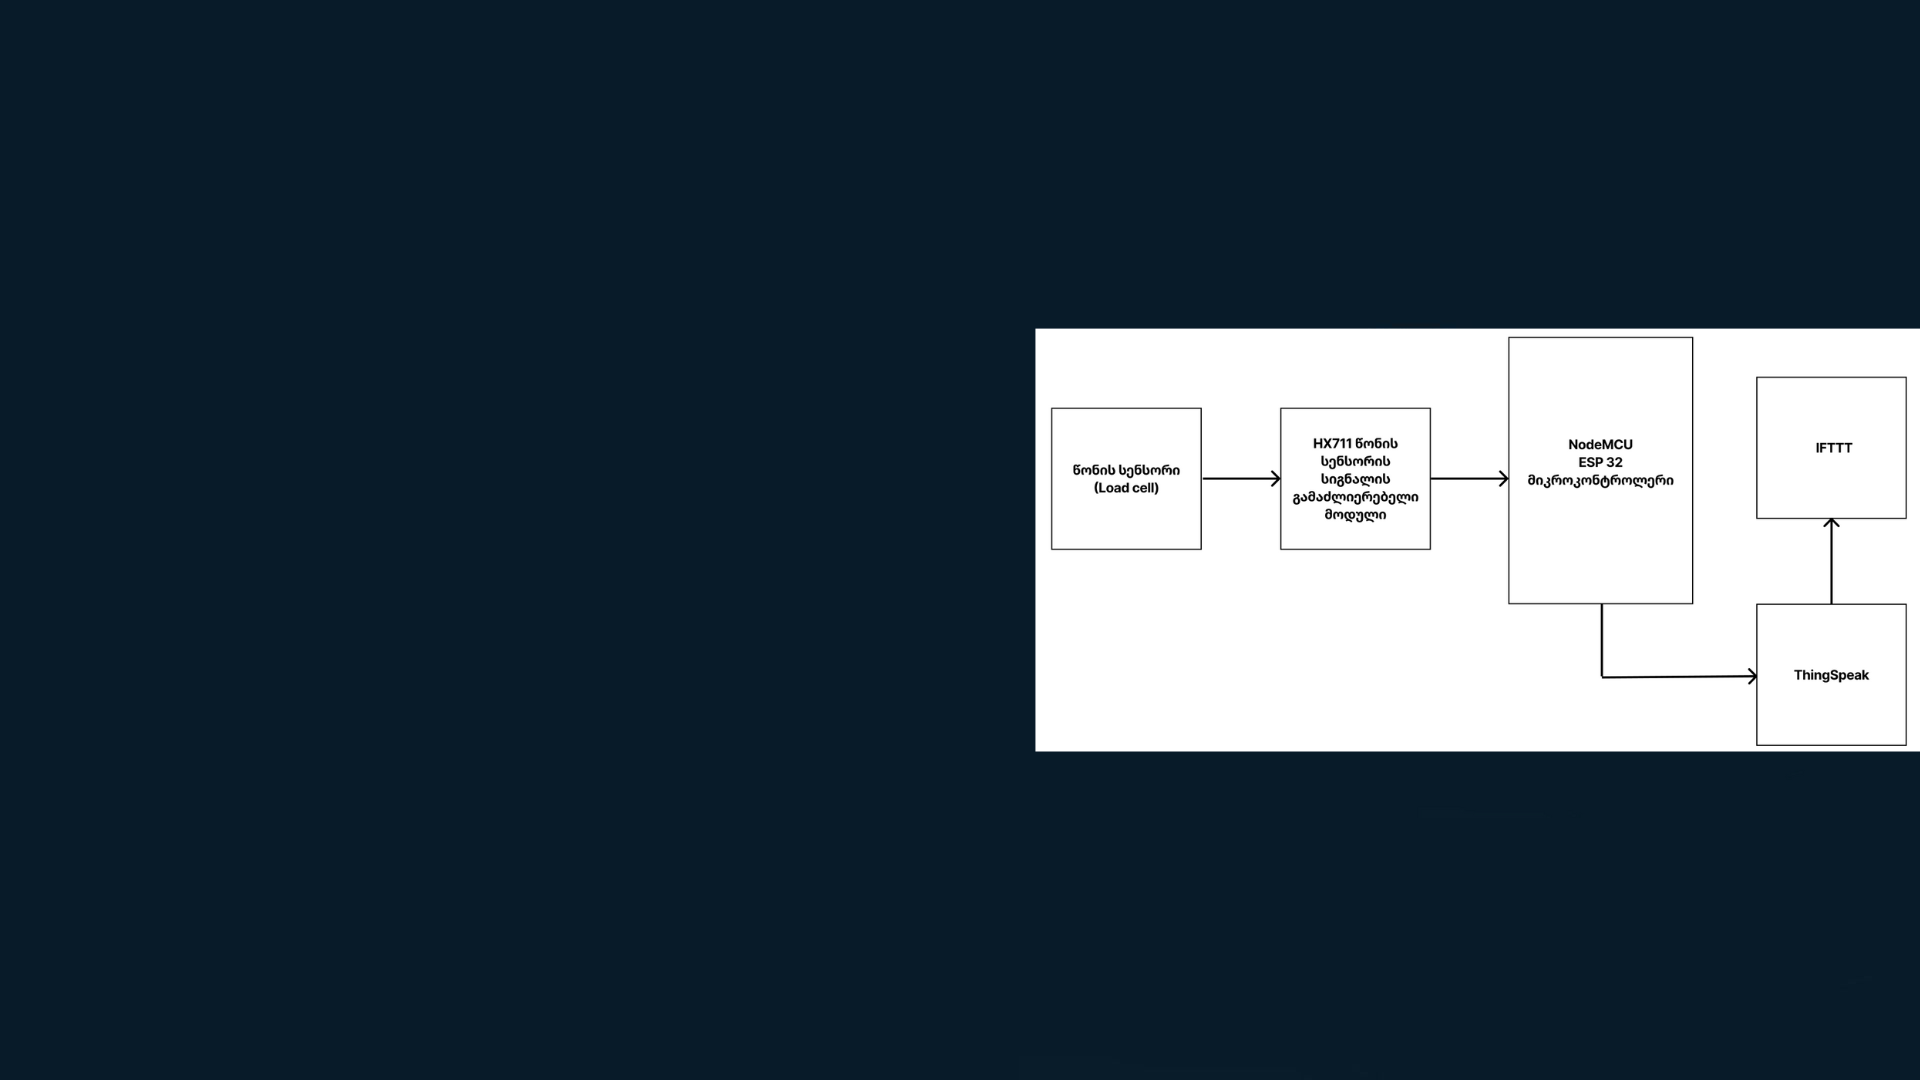 წონის სენსორი
(Load cell)
HX711 წონის
სენსორის
სიგნალის
გამაძლიერებელი
მოდული
NodeMCU
ESP 32
მიკროკონტროლერი
IFTTT
ThingSpeak